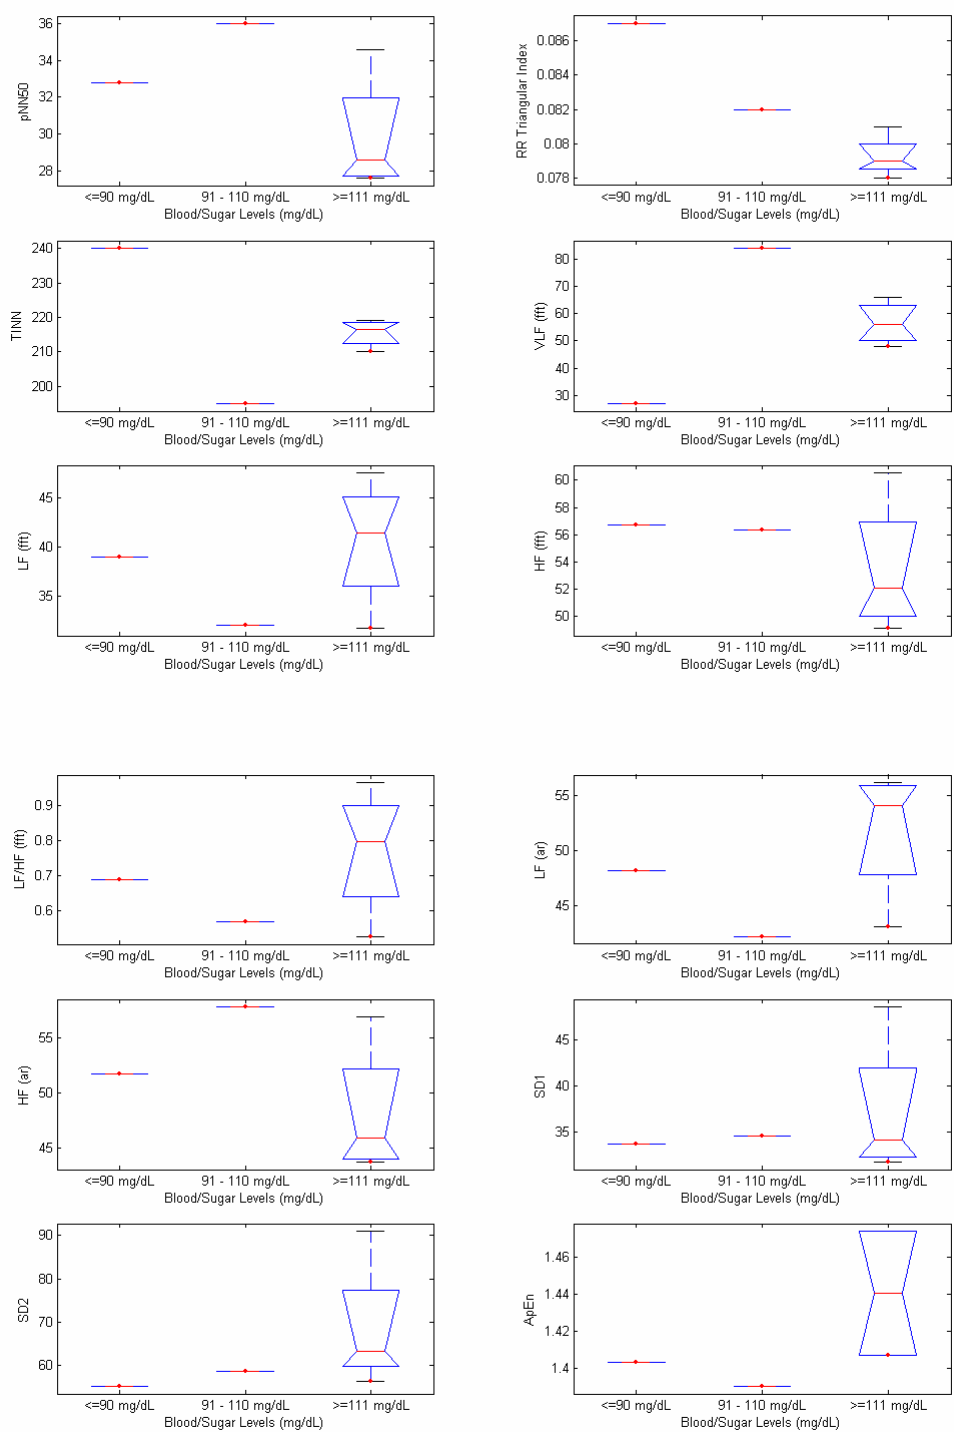 36
34
32
30
28
pNN50
<=90 mg/dL 91 - 110 mg/dL >=111 mg/dL
Blood/Sugar Levels (mg/dL)
0.086
0.084
0.082
0.08
0.078
RR Triangular Index
<=90 mg/dL 91 - 110 mg/dL >=111 mg/dL
Blood/Sugar Levels (mg/dL)
240
230
220
210
200
TINN
<=90 mg/dL 91 - 110 mg/dL >=111 mg/dL
Blood/Sugar Levels (mg/dL)
80
70
60
50
40
30
VLF (fft)
<=90 mg/dL 91 - 110 mg/dL >=111 mg/dL
Blood/Sugar Levels (mg/dL)
45
40
35
LF (fft)
<=90 mg/dL 91 - 110 mg/dL >=111 mg/dL
Blood/Sugar Levels (mg/dL)
60
58
56
54
52
50
HF (fft)
<=90 mg/dL 91 - 110 mg/dL >=111 mg/dL
Blood/Sugar Levels (mg/dL)
0.9
0.8
0.7
0.6
LF/HF (fft)
<=90 mg/dL 91 - 110 mg/dL >=111 mg/dL
Blood/Sugar Levels (mg/dL)
55
50
45
LF (ar)
<=90 mg/dL 91 - 110 mg/dL >=111 mg/dL
Blood/Sugar Levels (mg/dL)
55
50
45
HF (ar)
<=90 mg/dL 91 - 110 mg/dL >=111 mg/dL
Blood/Sugar Levels (mg/dL)
45
40
35
SD1
<=90 mg/dL 91 - 110 mg/dL >=111 mg/dL
Blood/Sugar Levels (mg/dL)
90
80
70
60
SD2
<=90 mg/dL 91 - 110 mg/dL >=111 mg/dL
Blood/Sugar Levels (mg/dL)
1.46
1.44
1.42
1.4
ApEn
<=90 mg/dL 91 - 110 mg/dL >=111 mg/dL
Blood/Sugar Levels (mg/dL)